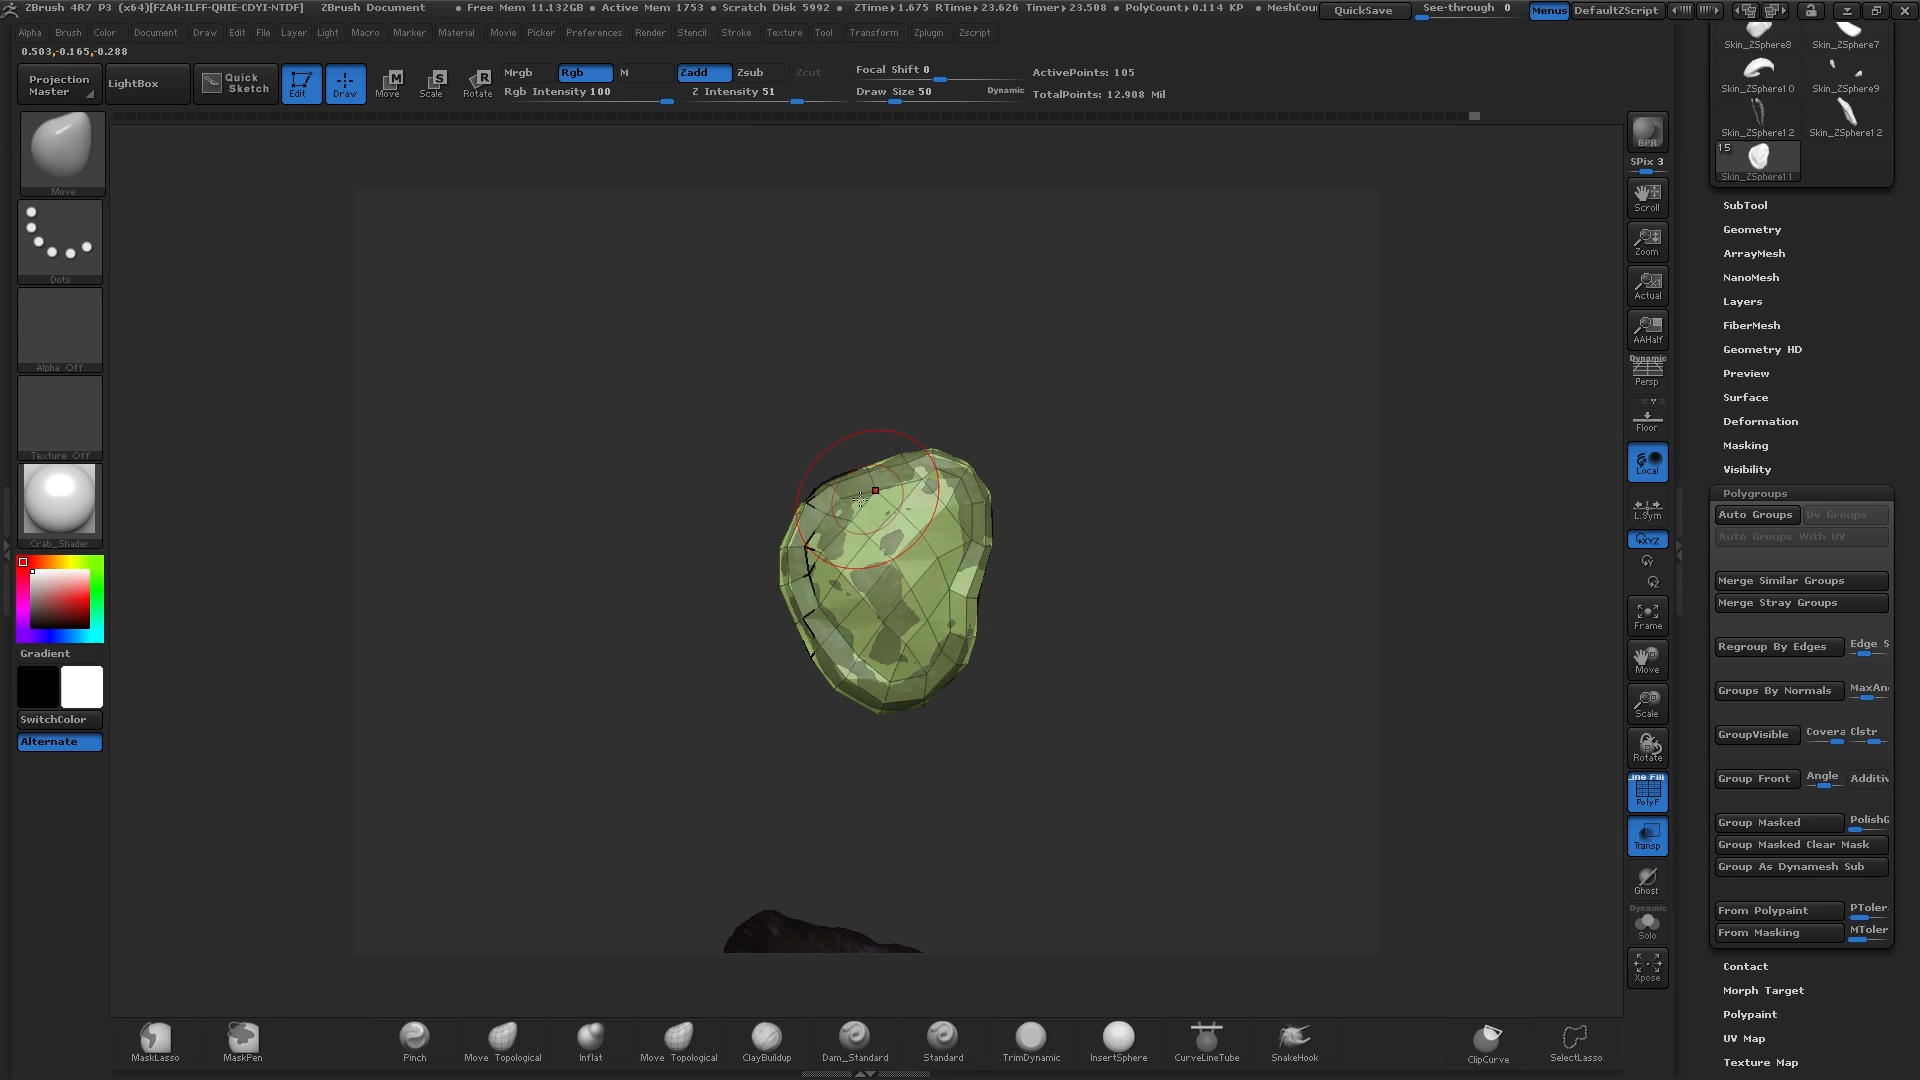 ZBrush 4R7 P3 (x64)[FZAH-ILFF-QHIE-CDYI-NTDF] ZBrush Document • Free Mem 11.132GB • Active Mem 1753 • Scratch Disk 5992 • ZTime▸1.675 RTime▸23.626 Timer▸23.508 • PolyCount▸0.114 KP • MeshCou QuickSave See-through 0 Menus DefaultZScript
Alpha Brush Color Document Draw Edit File Layer Light Macro Marker Material Movie Picker Preferences Render Stencil Stroke Texture Tool Transform Zplugin Zscript
0.503,-0.165,-0.288
Projection Master
LightBox
Quick Sketch
Edit
Draw
Move
Scale
Rotate
Mrgb Rgb M
Rgb Intensity 100
Zadd Zsub Zcut
Z Intensity 51
Focal Shift 0
Draw Size 50 Dynamic
ActivePoints: 105
TotalPoints: 12.908 Mil
Move
Dots
Alpha Off
Texture Off
Crab_Shader
Gradient
SwitchColor
Alternate
BPR
SPix 3
Scroll
Zoom
Actual
AAHalf
Dynamic
Persp
Floor
Local
L.Sym
XYZ
Frame
Move
Scale
Rotate
Line Fill
PolyF
Transp
Ghost
Dynamic
Solo
Xpose
Skin_ZSphere8 Skin_ZSphere7
Skin_ZSphere10 Skin_ZSphere9
Skin_ZSphere12 Skin_ZSphere12
15
Skin_ZSphere11
SubTool
Geometry
ArrayMesh
NanoMesh
Layers
FiberMesh
Geometry HD
Preview
Surface
Deformation
Masking
Visibility
Polygroups
Auto Groups Uv Groups
Auto Groups With UV
Merge Similar Groups
Merge Stray Groups
Regroup By Edges Edge S
Groups By Normals MaxAn
GroupVisible Covera Clstr
Group Front Angle Additiv
Group Masked PolishG
Group Masked Clear Mask
Group As Dynamesh Sub
From Polypaint PToler
From Masking MToler
Contact
Morph Target
Polypaint
UV Map
Texture Map
MaskLasso MaskPen Pinch Move Topological Inflat Move Topological ClayBuildup Dam_Standard Standard TrimDynamic InsertSphere CurveLineTube SnakeHook ClipCurve SelectLasso